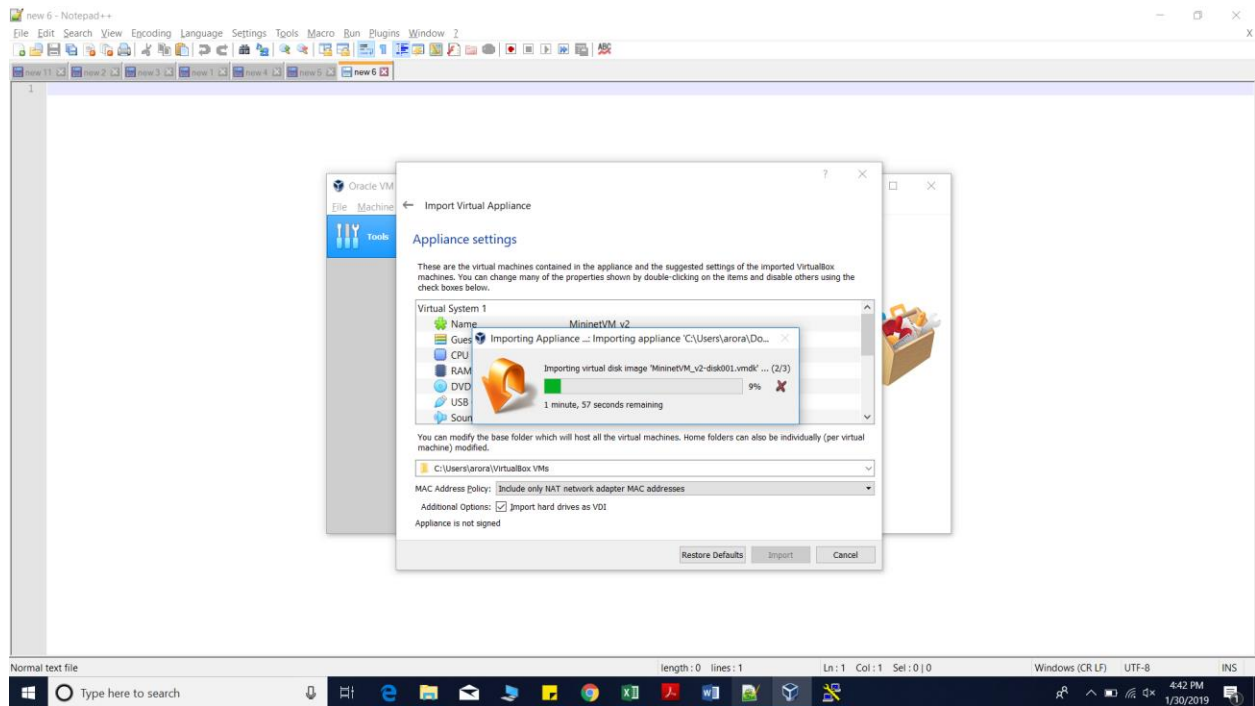 new 6 - Notepad++
File Edit Search View Encoding Language Settings Tools Macro Run Plugins Window ?
X
new 11 new 2 new 3 new 1 new 4 new 5 new 6
1
Oracle VM
File Machine
Tools
?
Import Virtual Appliance
Appliance settings
These are the virtual machines contained in the appliance and the suggested settings of the imported VirtualBox
machines. You can change many of the properties shown by double-clicking on the items and disable others using the
check boxes below.
Virtual System 1
Name MininetVM_v2
Gues
CPU
RAM
DVD
USB
Soun
Importing Appliance ...: Importing appliance 'C:\Users\arora\Do...
Importing virtual disk image 'MininetVM_v2-disk001.vmdk' ... (2/3)
9%
1 minute, 57 seconds remaining
You can modify the base folder which will host all the virtual machines. Home folders can also be individually (per virtual
machine) modified.
C:\Users\arora\VirtualBox VMs
MAC Address Policy: Include only NAT network adapter MAC addresses
Additional Options: Import hard drives as VDI
Appliance is not signed
Restore Defaults Import Cancel
Normal text file length : 0 lines : 1 Ln : 1 Col : 1 Sel : 0 | 0 Windows (CR LF) UTF-8 INS
Type here to search
4:42 PM
1/30/2019